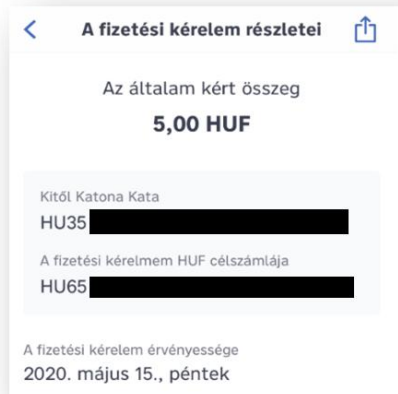 A fizetési kérelem részletei
Az általam kért összeg
5,00 HUF
Kitől Katona Kata
HU35
A fizetési kérelmem HUF célszámlája
HU65
A fizetési kérelem érvényessége
2020. május 15., péntek